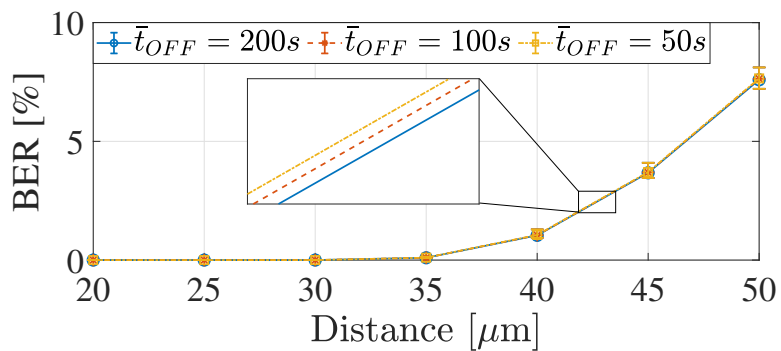 10
t̄_OFF = 200s t̄_OFF = 100s t̄_OFF = 50s
BER [%]
5
0
20 25 30 35 40 45 50
Distance [μm]